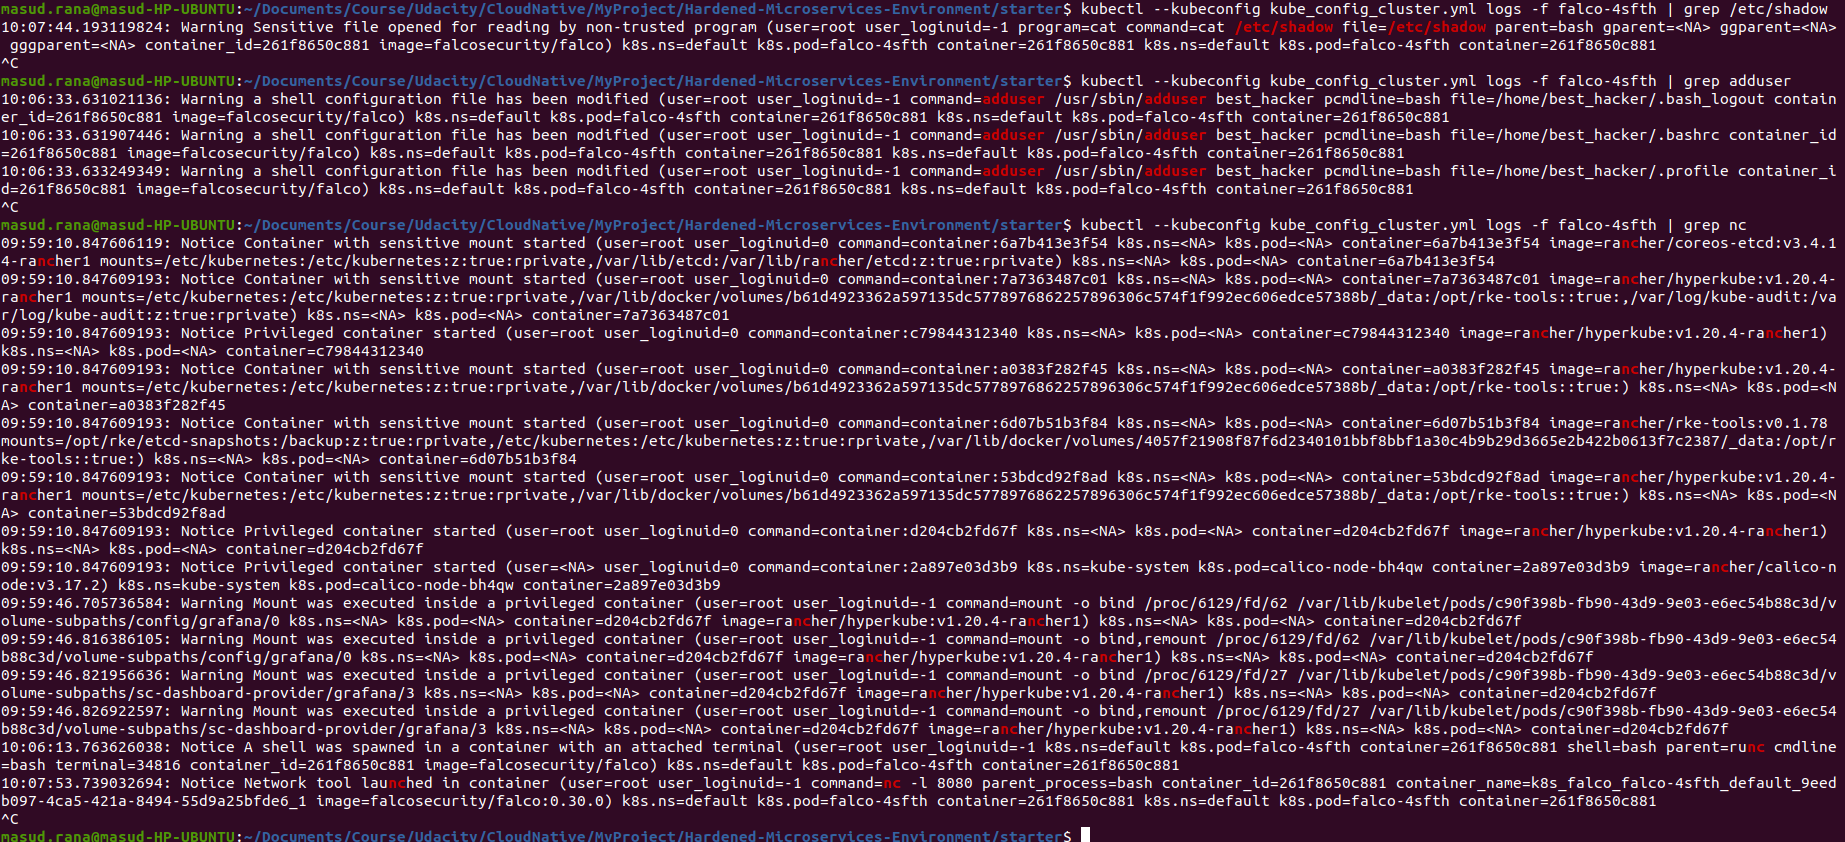 masud.rana@masud-HP-UBUNTU:~/Documents/Course/Udacity/CloudNative/MyProject/Hardened-Microservices-Environment/starter$ kubectl --kubeconfig kube_config_cluster.yml logs -f falco-4sfth | grep /etc/shadow
10:07:44.193119824: Warning Sensitive file opened for reading by non-trusted program (user=root user_loginuid=-1 program=cat command=cat /etc/shadow file=/etc/shadow parent=bash gparent=<NA> ggparent=<NA>
 gggparent=<NA> container_id=261f8650c881 image=falcosecurity/falco) k8s.ns=default k8s.pod=falco-4sfth container=261f8650c881 k8s.ns=default k8s.pod=falco-4sfth container=261f8650c881
^C
masud.rana@masud-HP-UBUNTU:~/Documents/Course/Udacity/CloudNative/MyProject/Hardened-Microservices-Environment/starter$ kubectl --kubeconfig kube_config_cluster.yml logs -f falco-4sfth | grep adduser
10:06:33.631021136: Warning a shell configuration file has been modified (user=root user_loginuid=-1 command=adduser /usr/sbin/adduser best_hacker pcmdline=bash file=/home/best_hacker/.bash_logout contain
er_id=261f8650c881 image=falcosecurity/falco) k8s.ns=default k8s.pod=falco-4sfth container=261f8650c881 k8s.ns=default k8s.pod=falco-4sfth container=261f8650c881
10:06:33.631907446: Warning a shell configuration file has been modified (user=root user_loginuid=-1 command=adduser /usr/sbin/adduser best_hacker pcmdline=bash file=/home/best_hacker/.bashrc container_id
=261f8650c881 image=falcosecurity/falco) k8s.ns=default k8s.pod=falco-4sfth container=261f8650c881 k8s.ns=default k8s.pod=falco-4sfth container=261f8650c881
10:06:33.633249349: Warning a shell configuration file has been modified (user=root user_loginuid=-1 command=adduser /usr/sbin/adduser best_hacker pcmdline=bash file=/home/best_hacker/.profile container_i
d=261f8650c881 image=falcosecurity/falco) k8s.ns=default k8s.pod=falco-4sfth container=261f8650c881 k8s.ns=default k8s.pod=falco-4sfth container=261f8650c881
^C
masud.rana@masud-HP-UBUNTU:~/Documents/Course/Udacity/CloudNative/MyProject/Hardened-Microservices-Environment/starter$ kubectl --kubeconfig kube_config_cluster.yml logs -f falco-4sfth | grep nc
09:59:10.847606119: Notice Container with sensitive mount started (user=root user_loginuid=0 command=container:6a7b413e3f54 k8s.ns=<NA> k8s.pod=<NA> container=6a7b413e3f54 image=rancher/coreos-etcd:v3.4.1
4-rancher1 mounts=/etc/kubernetes:/etc/kubernetes:z:true:rprivate,/var/lib/etcd:/var/lib/rancher/etcd:z:true:rprivate) k8s.ns=<NA> k8s.pod=<NA> container=6a7b413e3f54
09:59:10.847609193: Notice Container with sensitive mount started (user=root user_loginuid=0 command=container:7a7363487c01 k8s.ns=<NA> k8s.pod=<NA> container=7a7363487c01 image=rancher/hyperkube:v1.20.4-
rancher1 mounts=/etc/kubernetes:/etc/kubernetes:z:true:rprivate,/var/lib/docker/volumes/b61d4923362a597135dc5778976862257896306c574f1f992ec606edce57388b/_data:/opt/rke-tools::true:,/var/log/kube-audit:/va
r/log/kube-audit:z:true:rprivate) k8s.ns=<NA> k8s.pod=<NA> container=7a7363487c01
09:59:10.847609193: Notice Privileged container started (user=root user_loginuid=0 command=container:c79844312340 k8s.ns=<NA> k8s.pod=<NA> container=c79844312340 image=rancher/hyperkube:v1.20.4-rancher1)
k8s.ns=<NA> k8s.pod=<NA> container=c79844312340
09:59:10.847609193: Notice Container with sensitive mount started (user=root user_loginuid=0 command=container:a0383f282f45 k8s.ns=<NA> k8s.pod=<NA> container=a0383f282f45 image=rancher/hyperkube:v1.20.4-
rancher1 mounts=/etc/kubernetes:/etc/kubernetes:z:true:rprivate,/var/lib/docker/volumes/b61d4923362a597135dc5778976862257896306c574f1f992ec606edce57388b/_data:/opt/rke-tools::true:) k8s.ns=<NA> k8s.pod=<N
A> container=a0383f282f45
09:59:10.847609193: Notice Container with sensitive mount started (user=root user_loginuid=0 command=container:6d07b51b3f84 k8s.ns=<NA> k8s.pod=<NA> container=6d07b51b3f84 image=rancher/rke-tools:v0.1.78
mounts=/opt/rke/etcd-snapshots:/backup:z:true:rprivate,/etc/kubernetes:/etc/kubernetes:z:true:rprivate,/var/lib/docker/volumes/4057f21908f87f6d2340101bbf8bbf1a30c4b9b29d3665e2b422b0613f7c2387/_data:/opt/r
ke-tools::true:) k8s.ns=<NA> k8s.pod=<NA> container=6d07b51b3f84
09:59:10.847609193: Notice Container with sensitive mount started (user=root user_loginuid=0 command=container:53bdcd92f8ad k8s.ns=<NA> k8s.pod=<NA> container=53bdcd92f8ad image=rancher/hyperkube:v1.20.4-
rancher1 mounts=/etc/kubernetes:/etc/kubernetes:z:true:rprivate,/var/lib/docker/volumes/b61d4923362a597135dc5778976862257896306c574f1f992ec606edce57388b/_data:/opt/rke-tools::true:) k8s.ns=<NA> k8s.pod=<N
A> container=53bdcd92f8ad
09:59:10.847609193: Notice Privileged container started (user=root user_loginuid=0 command=container:d204cb2fd67f k8s.ns=<NA> k8s.pod=<NA> container=d204cb2fd67f image=rancher/hyperkube:v1.20.4-rancher1)
k8s.ns=<NA> k8s.pod=<NA> container=d204cb2fd67f
09:59:10.847609193: Notice Privileged container started (user=<NA> user_loginuid=0 command=container:2a897e03d3b9 k8s.ns=kube-system k8s.pod=calico-node-bh4qw container=2a897e03d3b9 image=rancher/calico-n
ode:v3.17.2) k8s.ns=kube-system k8s.pod=calico-node-bh4qw container=2a897e03d3b9
09:59:46.705736584: Warning Mount was executed inside a privileged container (user=root user_loginuid=-1 command=mount -o bind /proc/6129/fd/62 /var/lib/kubelet/pods/c90f398b-fb90-43d9-9e03-e6ec54b88c3d/v
olume-subpaths/config/grafana/0 k8s.ns=<NA> k8s.pod=<NA> container=d204cb2fd67f image=rancher/hyperkube:v1.20.4-rancher1) k8s.ns=<NA> k8s.pod=<NA> container=d204cb2fd67f
09:59:46.816386105: Warning Mount was executed inside a privileged container (user=root user_loginuid=-1 command=mount -o bind,remount /proc/6129/fd/62 /var/lib/kubelet/pods/c90f398b-fb90-43d9-9e03-e6ec54
b88c3d/volume-subpaths/config/grafana/0 k8s.ns=<NA> k8s.pod=<NA> container=d204cb2fd67f image=rancher/hyperkube:v1.20.4-rancher1) k8s.ns=<NA> k8s.pod=<NA> container=d204cb2fd67f
09:59:46.821956636: Warning Mount was executed inside a privileged container (user=root user_loginuid=-1 command=mount -o bind /proc/6129/fd/27 /var/lib/kubelet/pods/c90f398b-fb90-43d9-9e03-e6ec54b88c3d/v
olume-subpaths/sc-dashboard-provider/grafana/3 k8s.ns=<NA> k8s.pod=<NA> container=d204cb2fd67f image=rancher/hyperkube:v1.20.4-rancher1) k8s.ns=<NA> k8s.pod=<NA> container=d204cb2fd67f
09:59:46.826922597: Warning Mount was executed inside a privileged container (user=root user_loginuid=-1 command=mount -o bind,remount /proc/6129/fd/27 /var/lib/kubelet/pods/c90f398b-fb90-43d9-9e03-e6ec54
b88c3d/volume-subpaths/sc-dashboard-provider/grafana/3 k8s.ns=<NA> k8s.pod=<NA> container=d204cb2fd67f image=rancher/hyperkube:v1.20.4-rancher1) k8s.ns=<NA> k8s.pod=<NA> container=d204cb2fd67f
10:06:13.763626038: Notice A shell was spawned in a container with an attached terminal (user=root user_loginuid=-1 k8s.ns=default k8s.pod=falco-4sfth container=261f8650c881 shell=bash parent=runc cmdline
=bash terminal=34816 container_id=261f8650c881 image=falcosecurity/falco) k8s.ns=default k8s.pod=falco-4sfth container=261f8650c881
10:07:53.739032694: Notice Network tool launched in container (user=root user_loginuid=-1 command=nc -l 8080 parent_process=bash container_id=261f8650c881 container_name=k8s_falco_falco-4sfth_default_9eed
b097-4ca5-421a-8494-55d9a25bfde6_1 image=falcosecurity/falco:0.30.0) k8s.ns=default k8s.pod=falco-4sfth container=261f8650c881 k8s.ns=default k8s.pod=falco-4sfth container=261f8650c881
^C
masud.rana@masud-HP-UBUNTU:~/Documents/Course/Udacity/CloudNative/MyProject/Hardened-Microservices-Environment/starter$